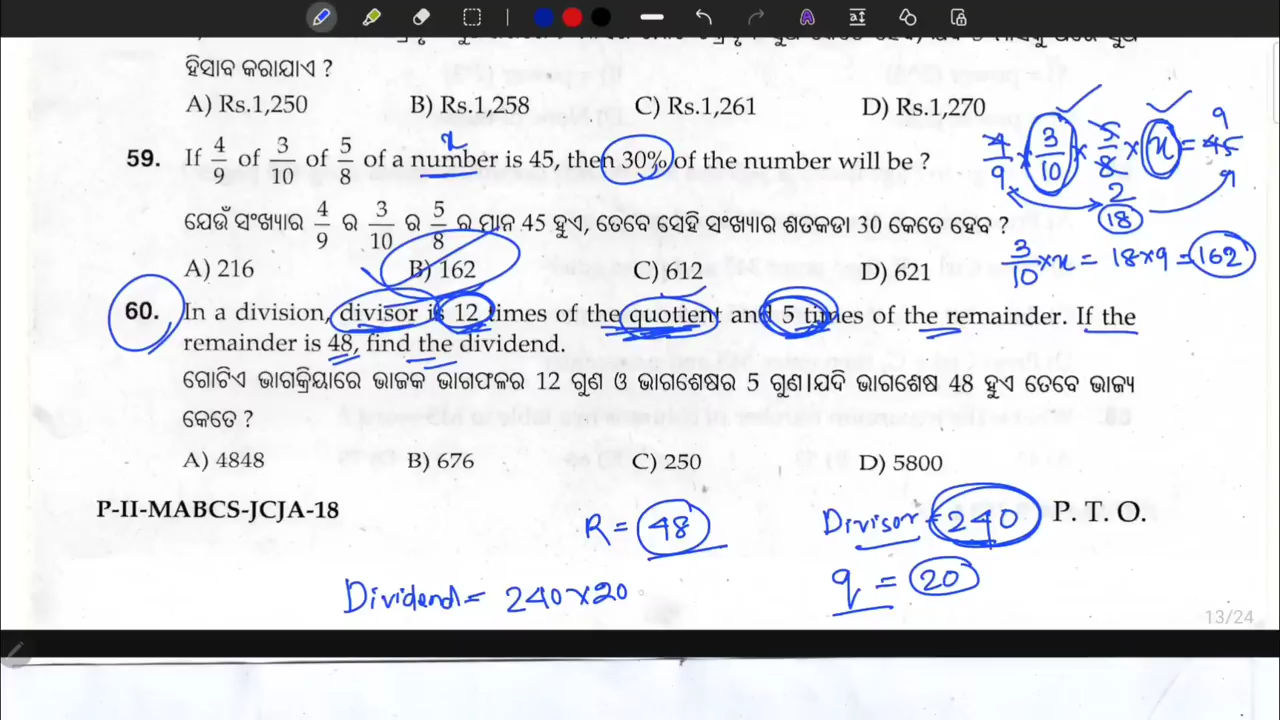 ହିସାବ କରାଯାଏ ?
A) Rs.1,250 B) Rs.1,258 C) Rs.1,261 D) Rs.1,270
59. If 4/9 of 3/10 of 5/8 of a number is 45, then 30% of the number will be ?
x
4/9 × 3/10 × 5/8 × x = 45
9
9
2
18
ଯେଉଁ ସଂଖ୍ୟାର 4/9 ର 3/10 ର 5/8 ର ମାନ 45 ହୁଏ, ତେବେ ସେହି ସଂଖ୍ୟାର ଶତକଡା 30 କେତେ ହେବ ?
3/10 × x = 18×9 = 162
A) 216 B) 162 C) 612 D) 621
60. In a division, divisor is 12 times of the quotient and 5 times of the remainder. If the
remainder is 48, find the dividend.
ଗୋଟିଏ ଭାଗକ୍ରିୟାରେ ଭାଜକ ଭାଗଫଳର 12 ଗୁଣ ଓ ଭାଗଶେଷର 5 ଗୁଣ।ଯଦି ଭାଗଶେଷ 48 ହୁଏ ତେବେ ଭାଜ୍ୟ
କେତେ ?
A) 4848 B) 676 C) 250 D) 5800
P-II-MABCS-JCJA-18 P. T. O.
R = 48 Divisor = 240
q = 20
Dividend = 240×20
13/24